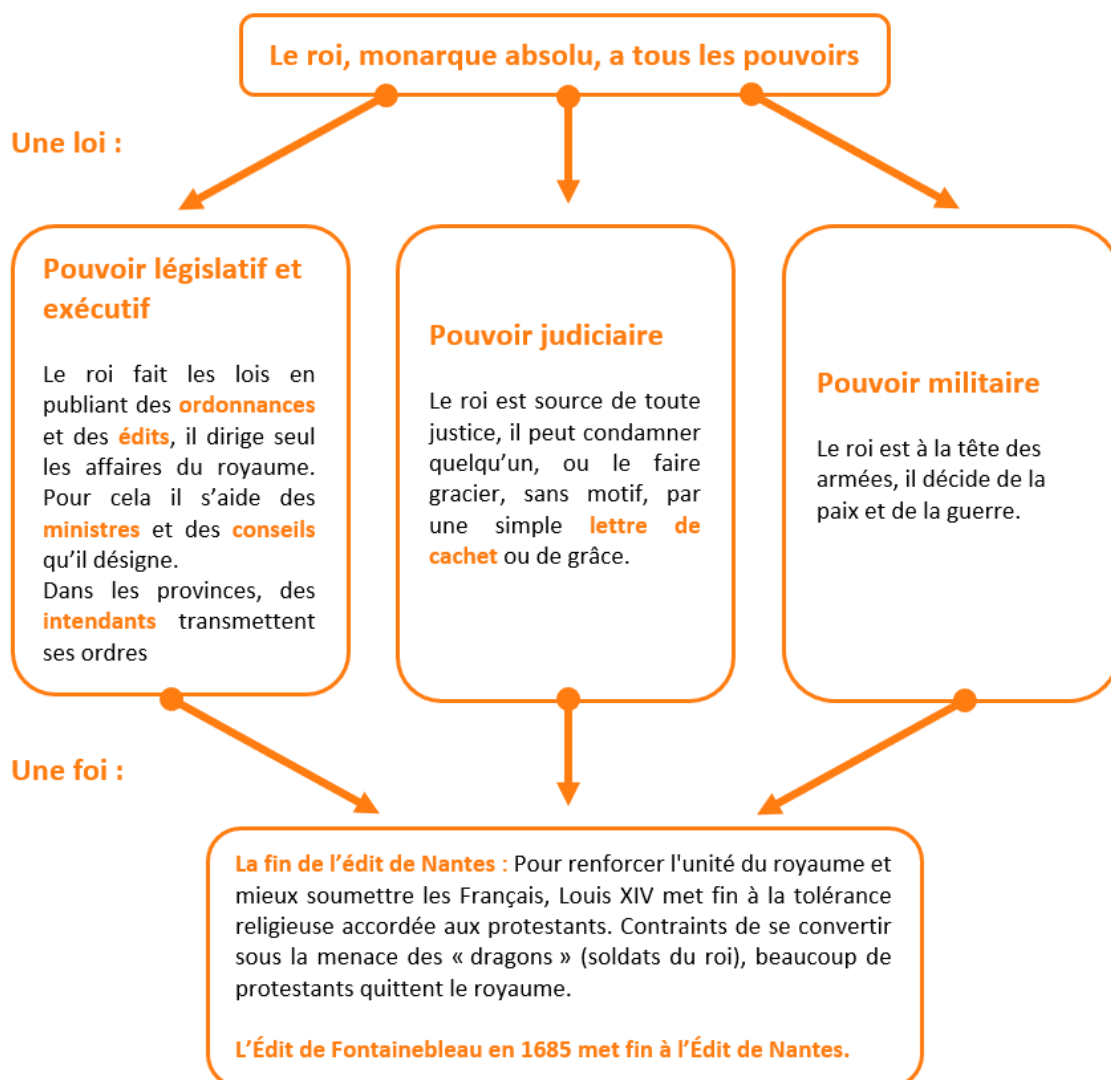 Le roi, monarque absolu, a tous les pouvoirs
Une loi :
Pouvoir législatif et
exécutif
Le roi fait les lois en
publiant des ordonnances
et des édits, il dirige seul
les affaires du royaume.
Pour cela il s’aide des
ministres et des conseils
qu’il désigne.
Dans les provinces, des
intendants transmettent
ses ordres
Pouvoir judiciaire
Le roi est source de toute
justice, il peut condamner
quelqu’un, ou le faire
gracier, sans motif, par
une simple lettre de
cachet ou de grâce.
Pouvoir militaire
Le roi est à la tête des
armées, il décide de la
paix et de la guerre.
Une foi :
La fin de l’édit de Nantes : Pour renforcer l'unité du royaume et
mieux soumettre les Français, Louis XIV met fin à la tolérance
religieuse accordée aux protestants. Contraints de se convertir
sous la menace des « dragons » (soldats du roi), beaucoup de
protestants quittent le royaume.
L’Édit de Fontainebleau en 1685 met fin à l’Édit de Nantes.